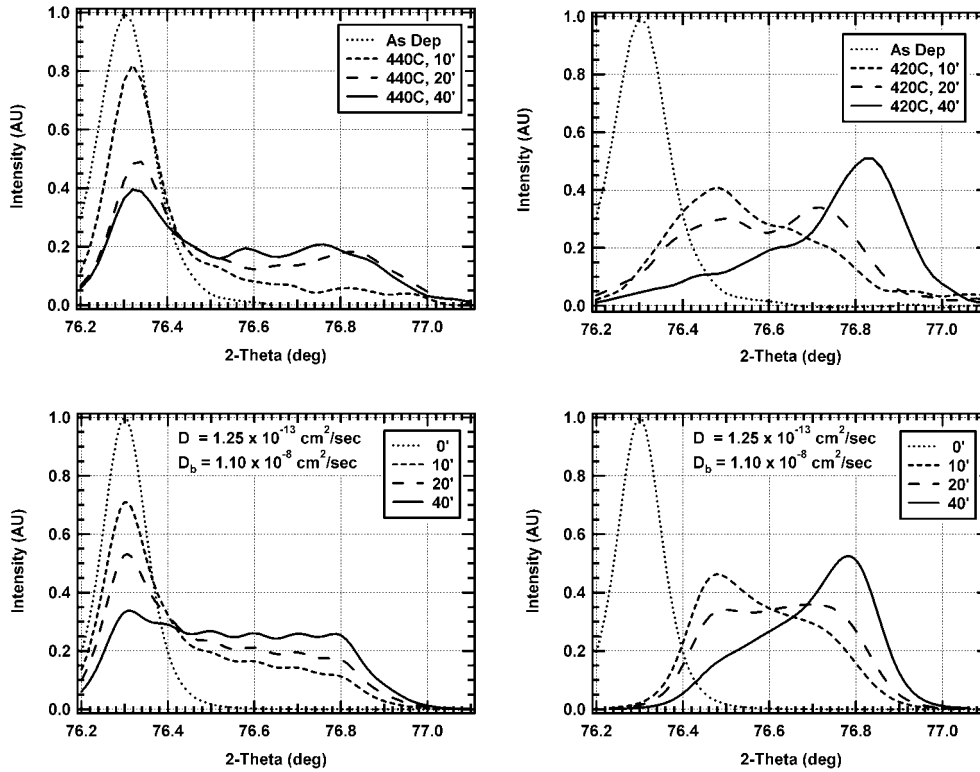 1.0
0.8
0.6
0.4
0.2
0.0
Intensity (AU)
76.2 76.4 76.6 76.8 77.0
2-Theta (deg)
As Dep
440C, 10'
440C, 20'
440C, 40'
1.0
0.8
0.6
0.4
0.2
0.0
Intensity (AU)
76.2 76.4 76.6 76.8 77.0
2-Theta (deg)
As Dep
420C, 10'
420C, 20'
420C, 40'
1.0
0.8
0.6
0.4
0.2
0.0
Intensity (AU)
76.2 76.4 76.6 76.8 77.0
2-Theta (deg)
D = 1.25 x 10⁻¹³ cm²/sec
D_b = 1.10 x 10⁻⁸ cm²/sec
0'
10'
20'
40'
1.0
0.8
0.6
0.4
0.2
0.0
Intensity (AU)
76.2 76.4 76.6 76.8 77.0
2-Theta (deg)
D = 1.25 x 10⁻¹³ cm²/sec
D_b = 1.10 x 10⁻⁸ cm²/sec
0'
10'
20'
40'